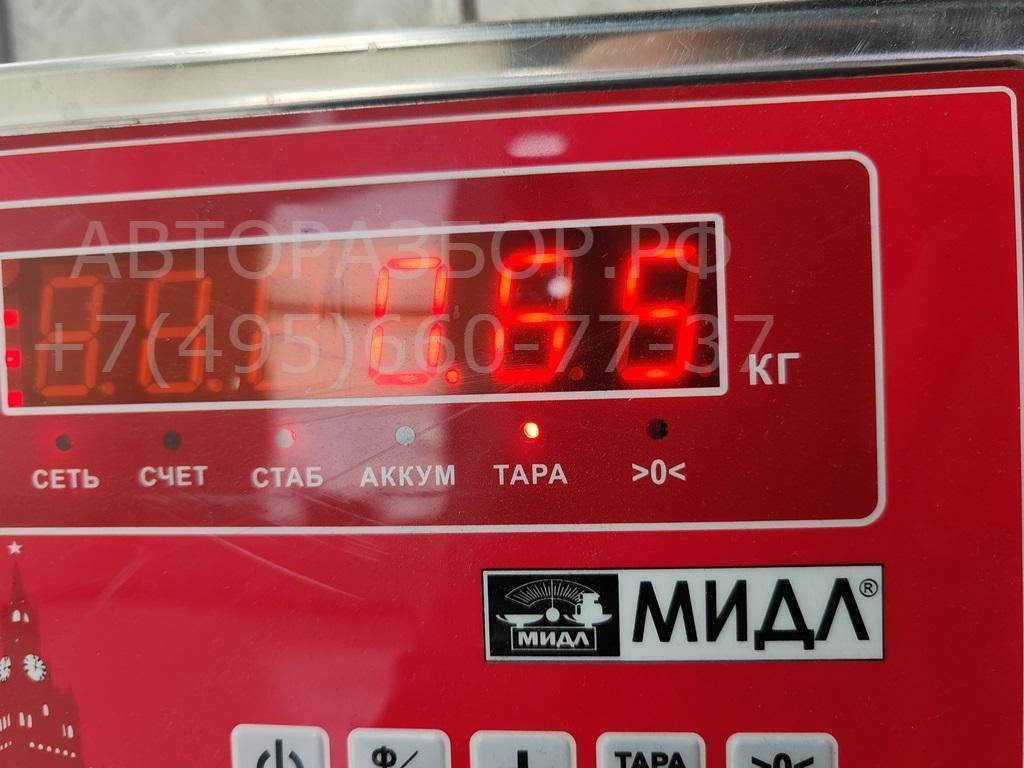 АВТОРАЗБОР.РФ
0.55
+7(495)660-77-37
КГ
СЕТЬ СЧЕТ СТАБ АККУМ ТАРА >0<
МИДЛ МИДЛ®
Ф/ ТАРА >0<